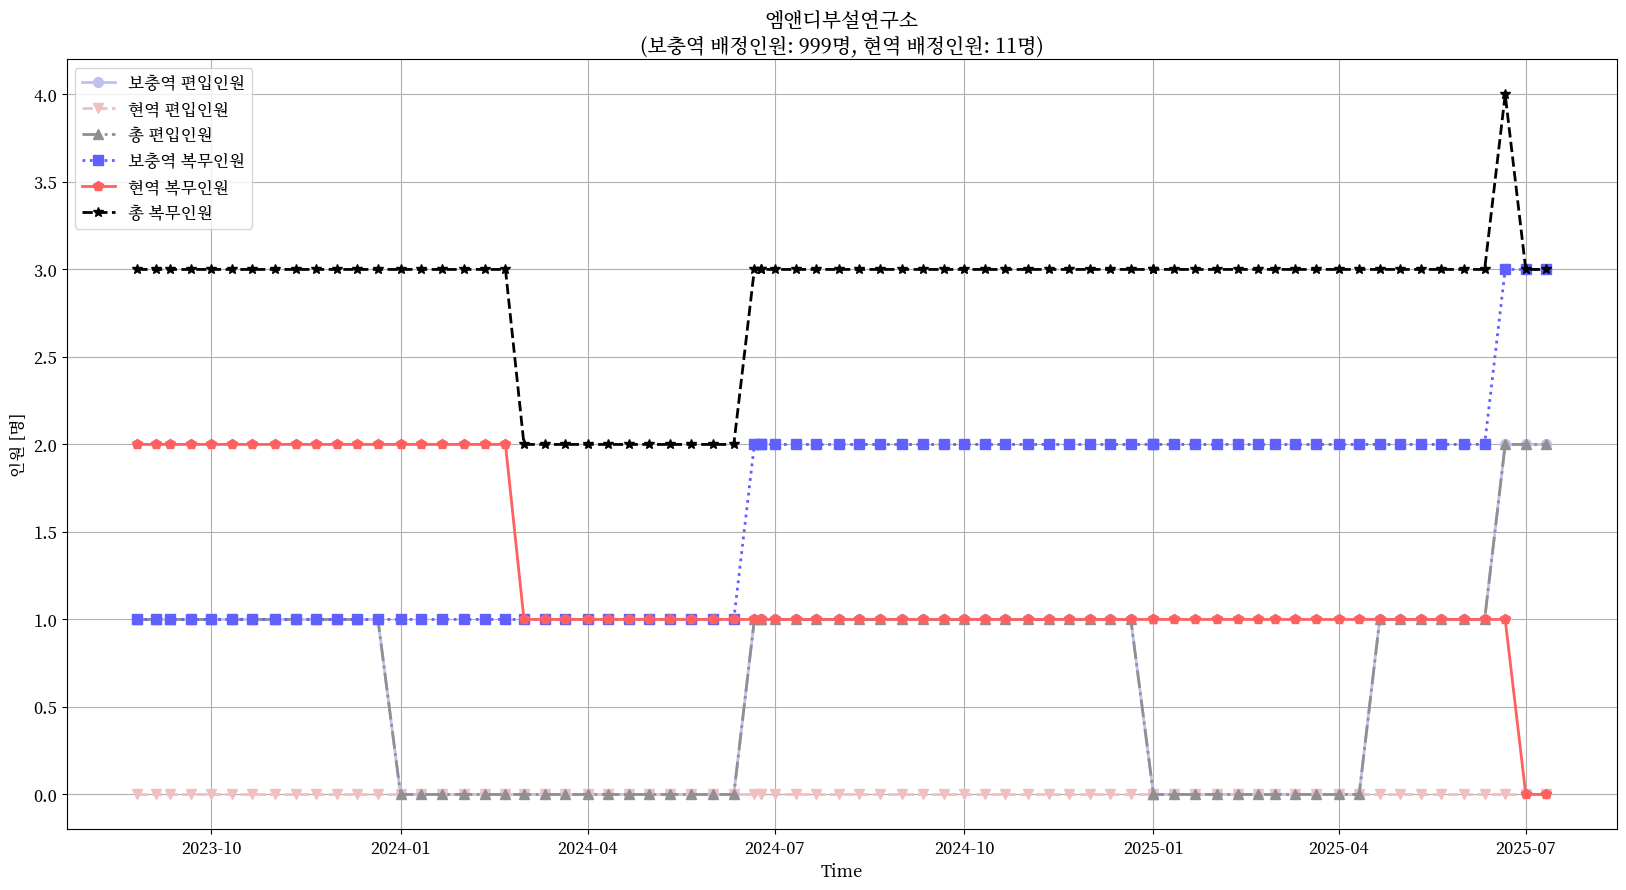 엠앤디부설연구소
(보충역 배정인원: 999명, 현역 배정인원: 11명)
보충역 편입인원
현역 편입인원
총 편입인원
보충역 복무인원
현역 복무인원
총 복무인원
4.0
3.5
3.0
2.5
2.0
1.5
1.0
0.5
0.0
인원 [명]
2023-10
2024-01
2024-04
2024-07
2024-10
2025-01
2025-04
2025-07
Time